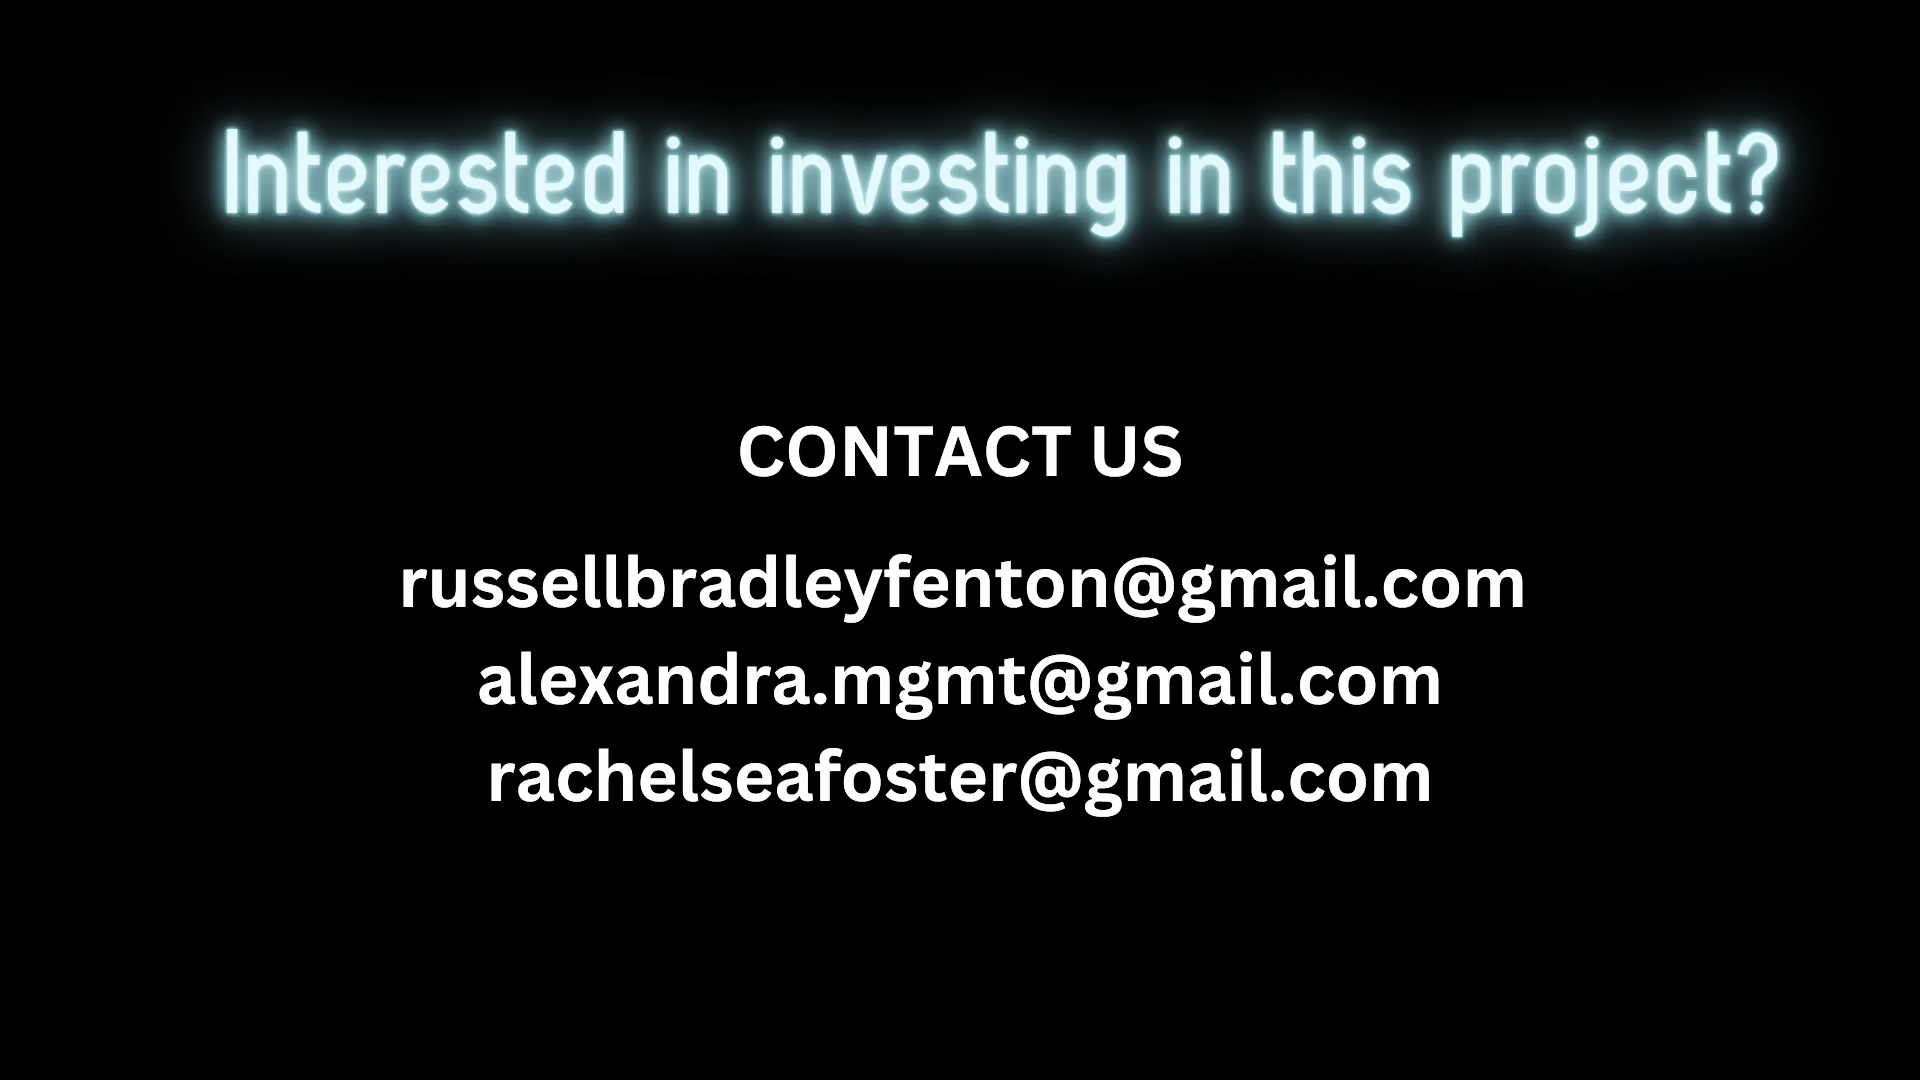 Interested in investing in this project?
CONTACT US
russellbradleyfenton@gmail.com
alexandra.mgmt@gmail.com
rachelseafoster@gmail.com